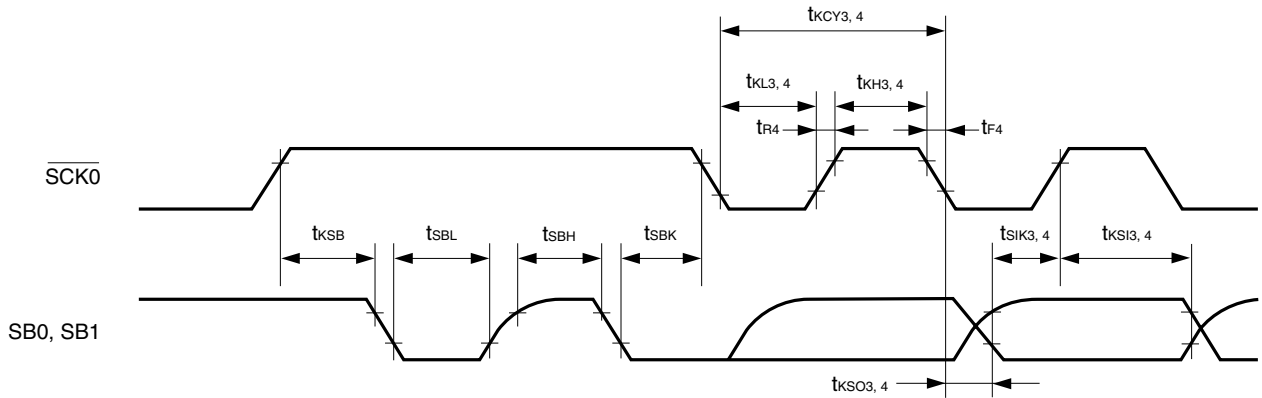 tKCY3, 4
tKL3, 4
tKH3, 4
tR4
tF4
SCK0
tKSB
tSBL
tSBH
tSBK
tSIK3, 4
tKSI3, 4
SB0, SB1
tKSO3, 4